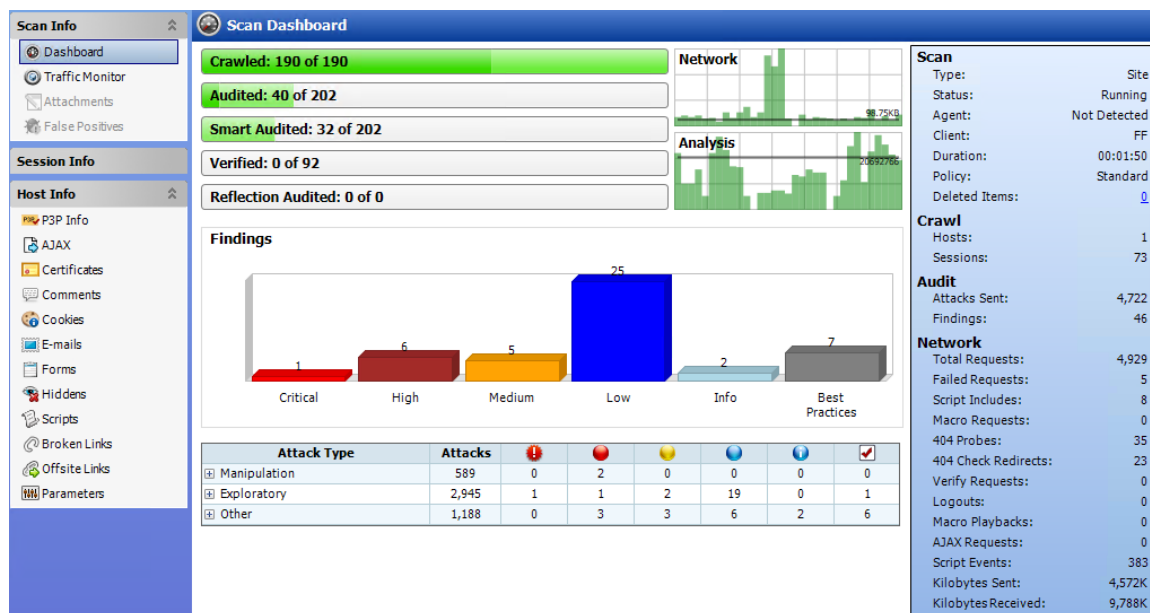 Scan Info
Dashboard
Traffic Monitor
Attachments
False Positives
Session Info
Host Info
P3P P3P Info
AJAX
Certificates
Comments
Cookies
E-mails
Forms
Hiddens
Scripts
Broken Links
Offsite Links
Parameters
Scan Dashboard
Crawled: 190 of 190
Audited: 40 of 202
Smart Audited: 32 of 202
Verified: 0 of 92
Reflection Audited: 0 of 0
Network
98.75KB
Analysis
20692766
Findings
1 6 5 25 2 7
Critical High Medium Low Info Best
Practices
Attack Type Attacks
Manipulation 589 0 2 0 0 0 0
Exploratory 2,945 1 1 2 19 0 1
Other 1,188 0 3 3 6 2 6
Scan
Type: Site
Status: Running
Agent: Not Detected
Client: FF
Duration: 00:01:50
Policy: Standard
Deleted Items: 0
Crawl
Hosts: 1
Sessions: 73
Audit
Attacks Sent: 4,722
Findings: 46
Network
Total Requests: 4,929
Failed Requests: 5
Script Includes: 8
Macro Requests: 0
404 Probes: 35
404 Check Redirects: 23
Verify Requests: 0
Logouts: 0
Macro Playbacks: 0
AJAX Requests: 0
Script Events: 383
Kilobytes Sent: 4,572K
Kilobytes Received: 9,788K